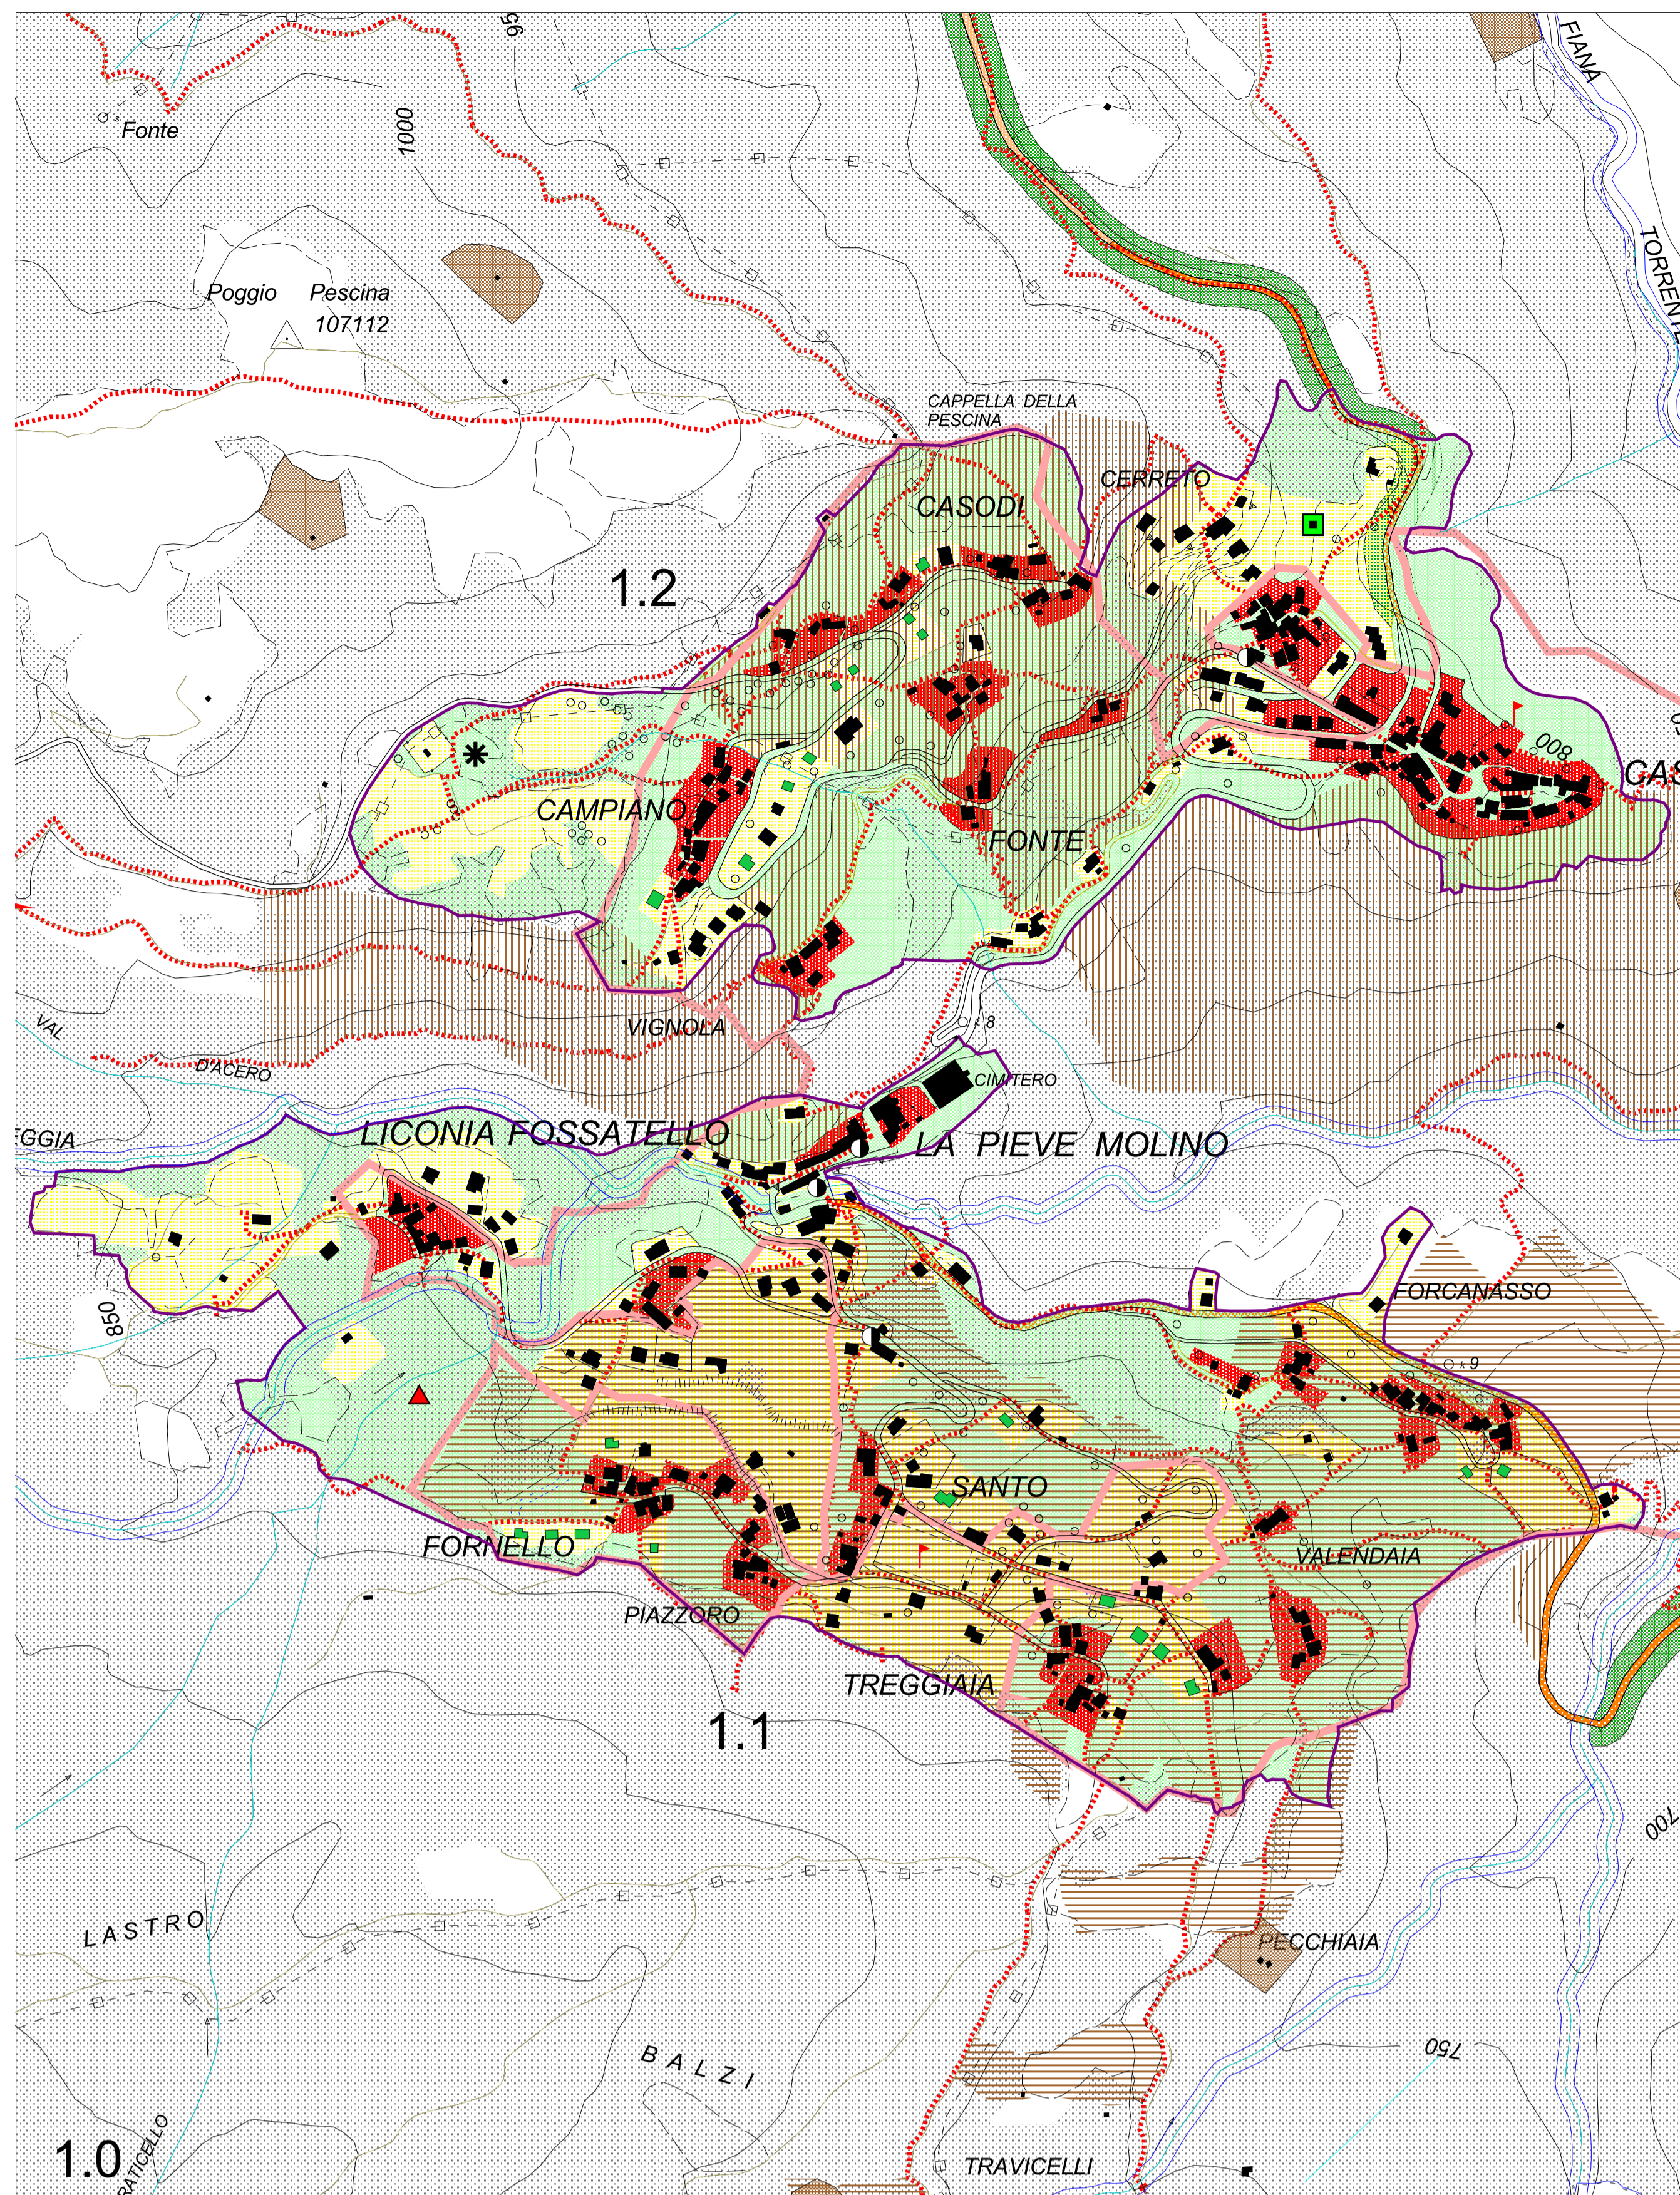 95
FIANA
Fonte
1000
Poggio Pescina
107112
CAPPELLA DELLA
PESCINA
CERRETO
CASODI
1.2
800
CAS
CAMPIANO
FONTE
VIGNOLA
k 8
VAL
D'ACERO
CIMITERO
EGGIA
LICONIA FOSSATELLO
LA PIEVE MOLINO
FORCANASSO
850
k 9
SANTO
FORNELLO
VALENDAIA
PIAZZORO
TREGGIAIA
1.1
700
LASTRO
PECCHIAIA
BALZI
750
1.0
RATICELLO
TRAVICELLI